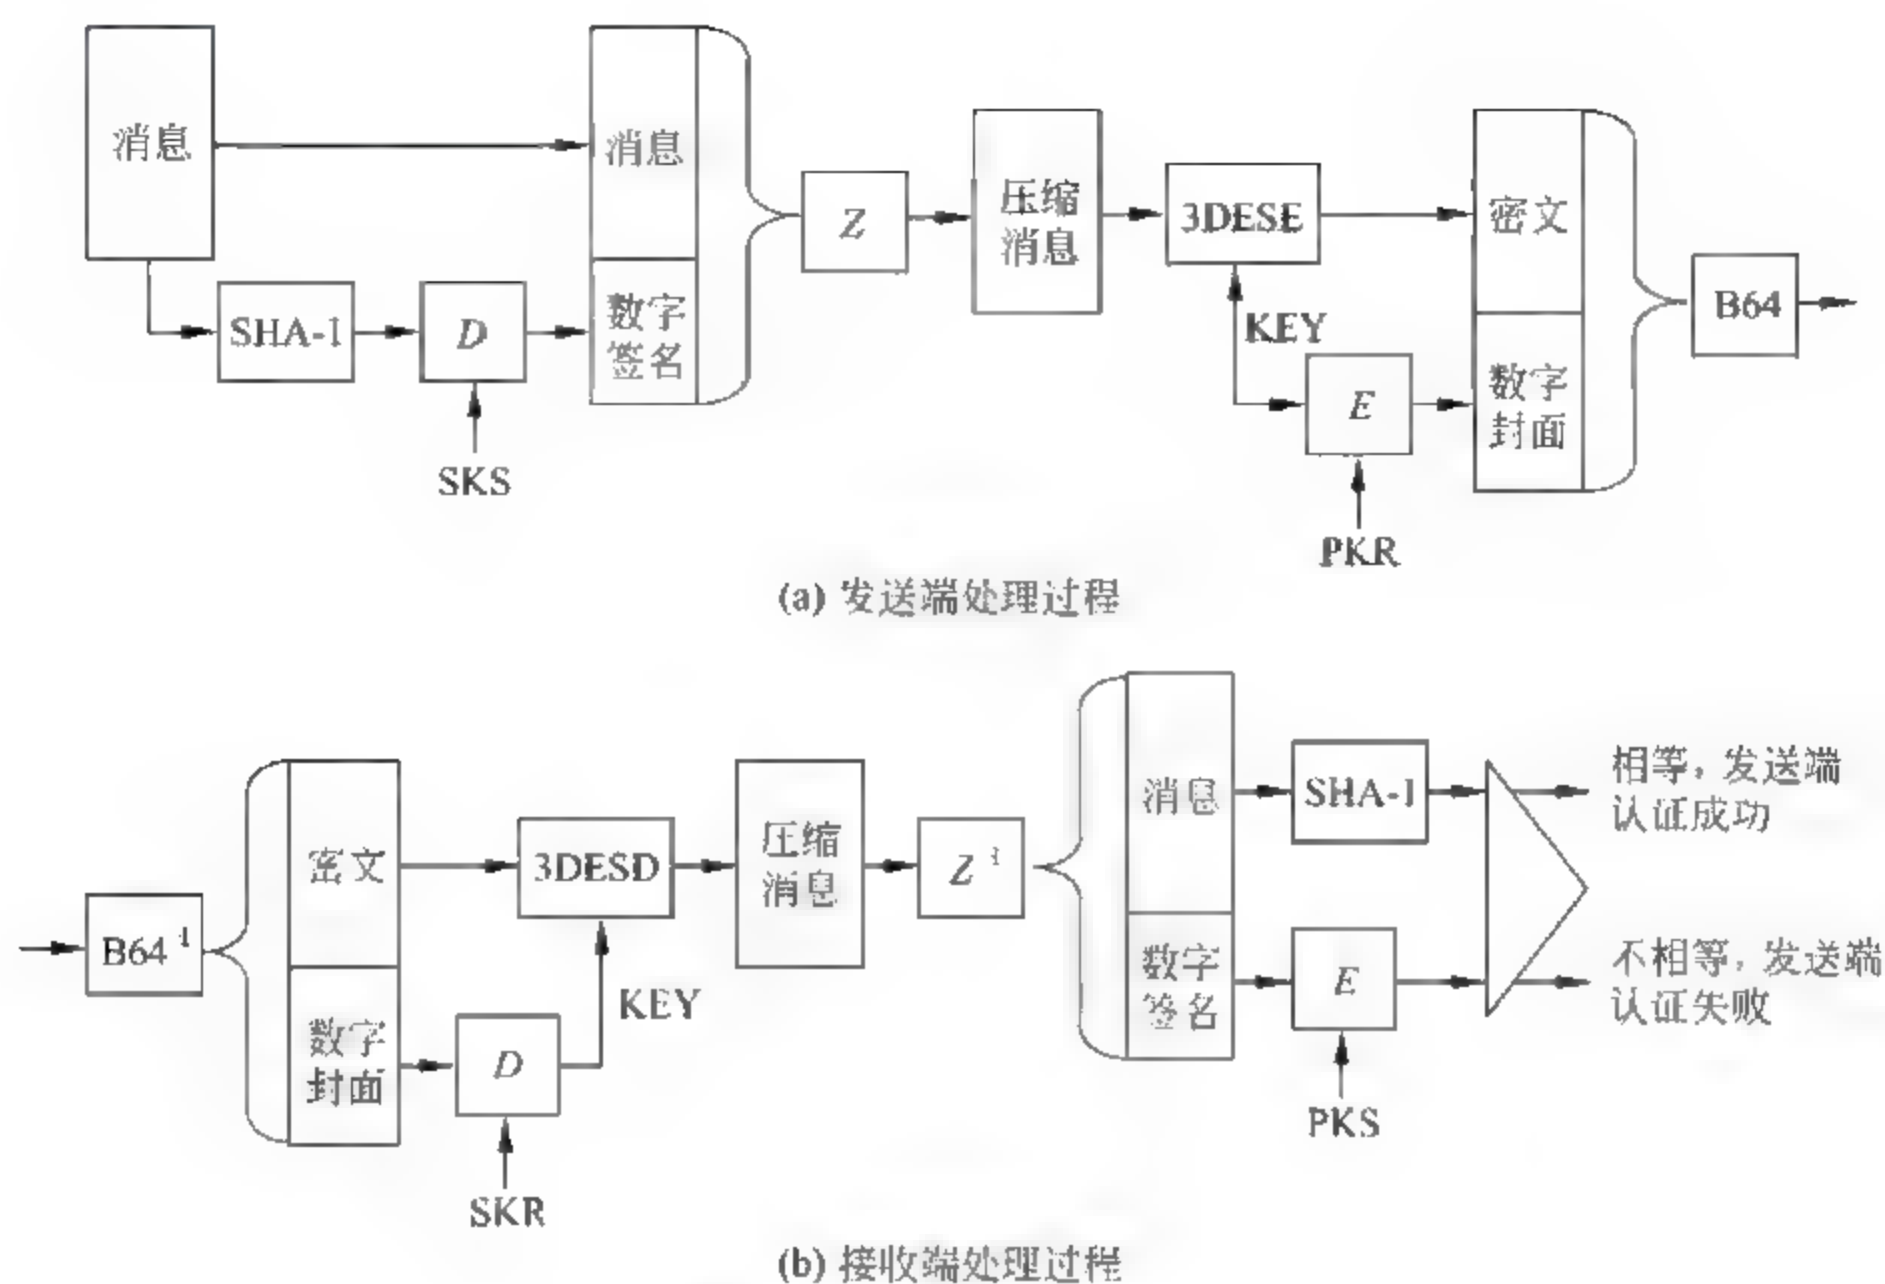 消息
消息
数字
签名
SHA-1
D
SKS
Z
压缩
消息
3DESE
KEY
E
PKR
密文
数字
封面
B64
(a) 发送端处理过程
B64-1
密文
数字
封面
D
SKR
3DESD
KEY
压缩
消息
Z-1
消息
数字
签名
SHA-1
E
PKS
相等，发送端
认证成功
不相等，发送端
认证失败
(b) 接收端处理过程